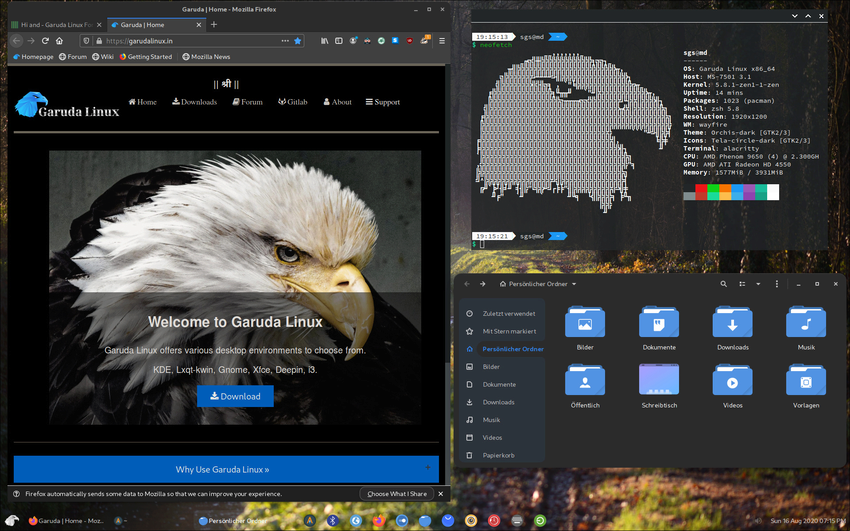 Garuda | Home - Mozilla Firefox
Hi and - Garuda Linux Fo
Garuda | Home
https://garudalinux.in
Homepage
Forum
Wiki
Getting Started
Mozilla News
|| श्री ||
Garuda Linux
Home
Downloads
Forum
Gitlab
About
Support
Welcome to Garuda Linux
Garuda Linux offers various desktop environments to choose from.
KDE, Lxqt-kwin, Gnome, Xfce, Deepin, i3.
Download
Why Use Garuda Linux »
Firefox automatically sends some data to Mozilla so that we can improve your experience.
Choose What I Share
19:15:13 sgs@md ~
$ neofetch
sgs@md
------
OS: Garuda Linux x86_64
Host: MS-7501 3.1
Kernel: 5.8.1-zen1-1-zen
Uptime: 14 mins
Packages: 1023 (pacman)
Shell: zsh 5.8
Resolution: 1920x1200
WM: wayfire
Theme: Orchis-dark [GTK2/3]
Icons: Tela-circle-dark [GTK2/3]
Terminal: alacritty
CPU: AMD Phenom 9650 (4) @ 2.300GH
GPU: AMD ATI Radeon HD 4550
Memory: 1577MiB / 3931MiB
19:15:21 sgs@md ~
$
Persönlicher Ordner
Zuletzt verwendet
Mit Stern markiert
Persönlicher Ordner
Bilder
Dokumente
Downloads
Musik
Videos
Papierkorb
Bilder
Dokumente
Downloads
Musik
Öffentlich
Schreibtisch
Videos
Vorlagen
Garuda | Home - Moz...
Persönlicher Ordner
Sun 16 Aug 2020 07:15 PM